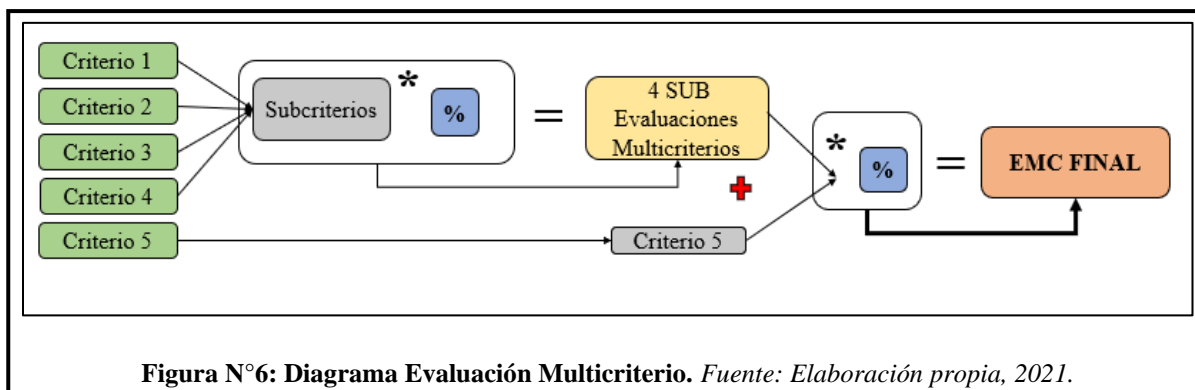 Criterio 1
Criterio 2
Criterio 3
Criterio 4
Criterio 5
Subcriterios
*
%
=
4 SUB
Evaluaciones
Multicriterios
Criterio 5
*
%
=
EMC FINAL
Figura N°6: Diagrama Evaluación Multicriterio. Fuente: Elaboración propia, 2021.